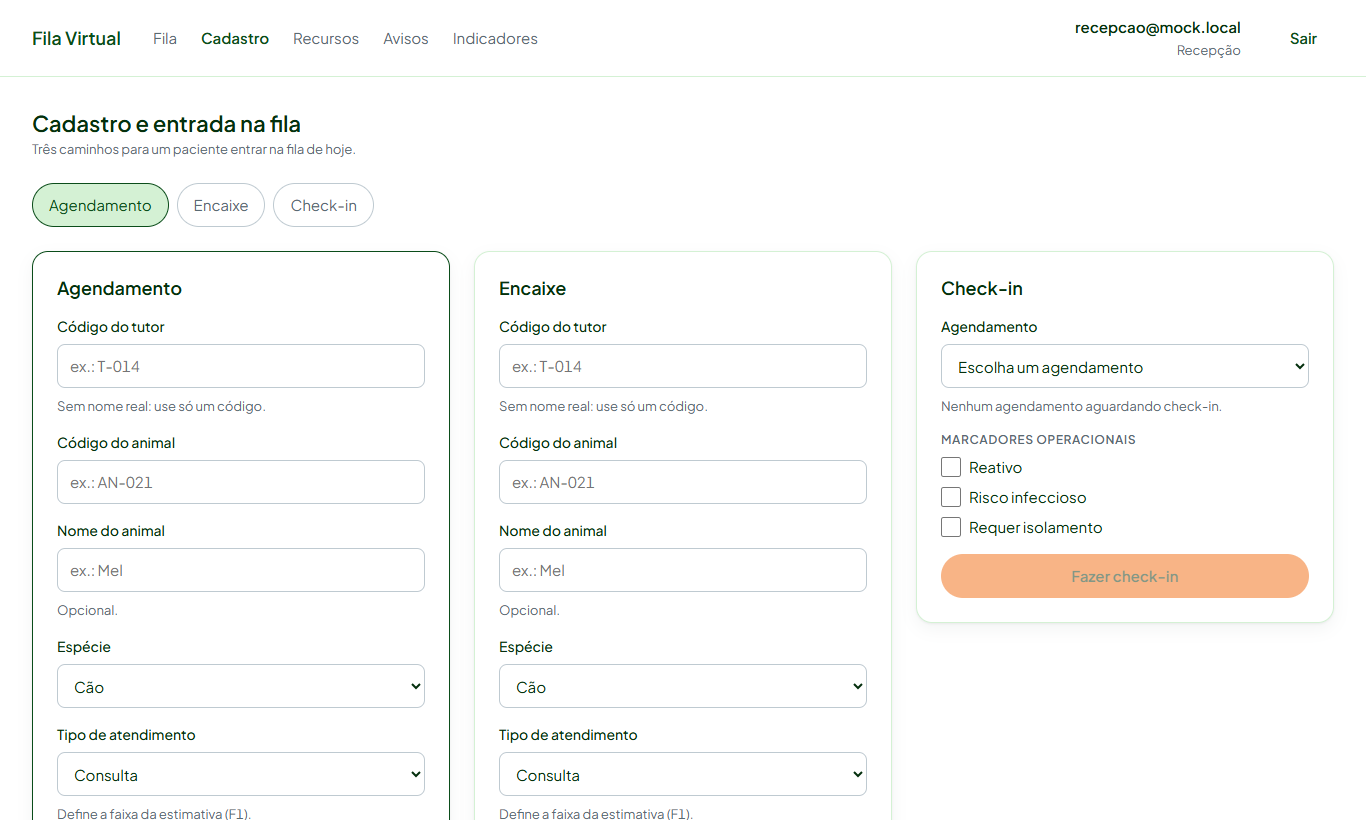 Fila Virtual
Fila
Cadastro
Recursos
Avisos
Indicadores
recepcao@mock.local
Recepção
Sair
Cadastro e entrada na fila
Três caminhos para um paciente entrar na fila de hoje.
Agendamento
Encaixe
Check-in
Agendamento
Código do tutor
ex.: T-014
Sem nome real: use só um código.
Código do animal
ex.: AN-021
Nome do animal
ex.: Mel
Opcional.
Espécie
Cão
Tipo de atendimento
Consulta
Define a faixa da estimativa (F1).
Encaixe
Código do tutor
ex.: T-014
Sem nome real: use só um código.
Código do animal
ex.: AN-021
Nome do animal
ex.: Mel
Opcional.
Espécie
Cão
Tipo de atendimento
Consulta
Define a faixa da estimativa (F1).
Check-in
Agendamento
Escolha um agendamento
Nenhum agendamento aguardando check-in.
MARCADORES OPERACIONAIS
Reativo
Risco infeccioso
Requer isolamento
Fazer check-in